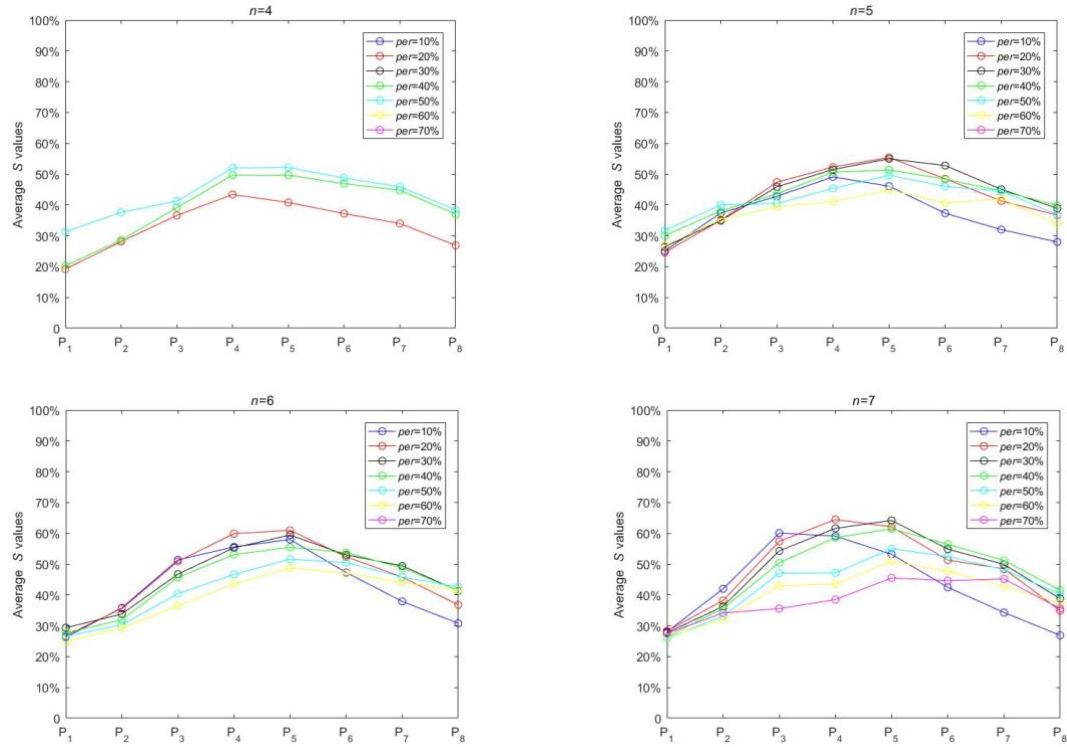 n=4
100%
90%
80%
70%
60%
50%
40%
30%
20%
10%
0
Average S values
P1 P2 P3 P4 P5 P6 P7 P8
per=10%
per=20%
per=30%
per=40%
per=50%
per=60%
per=70%
n=5
100%
90%
80%
70%
60%
50%
40%
30%
20%
10%
0
Average S values
P1 P2 P3 P4 P5 P6 P7 P8
per=10%
per=20%
per=30%
per=40%
per=50%
per=60%
per=70%
n=6
100%
90%
80%
70%
60%
50%
40%
30%
20%
10%
0
Average S values
P1 P2 P3 P4 P5 P6 P7 P8
per=10%
per=20%
per=30%
per=40%
per=50%
per=60%
per=70%
n=7
100%
90%
80%
70%
60%
50%
40%
30%
20%
10%
0
Average S values
P1 P2 P3 P4 P5 P6 P7 P8
per=10%
per=20%
per=30%
per=40%
per=50%
per=60%
per=70%